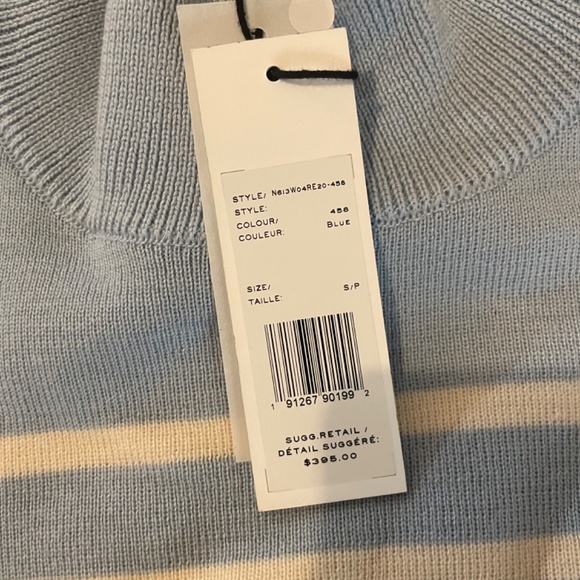 STYLE/ N613W04RE20-456
STYLE:
COLOUR/ 456
COULEUR: BLUE
SIZE/ S/P
TAILLE:
1 91267 90199 2
SUGG.RETAIL /
DÉTAIL SUGGÉRÉ:
$395.00